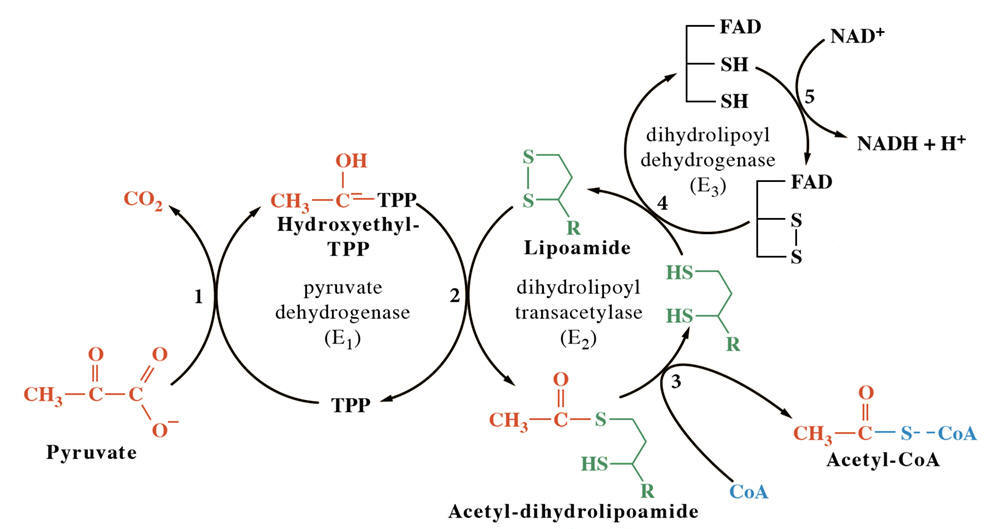 FAD
SH
SH
NAD+
5
NADH + H+
dihydrolipoyl
dehydrogenase
(E3)
FAD
S
S
4
CO2
OH
CH3
C
TPP
Hydroxyethyl-
TPP
S
S
R
Lipoamide
1
pyruvate
dehydrogenase
(E1)
2
dihydrolipoyl
transacetylase
(E2)
HS
HS
R
O
O
CH3
C
C
O−
Pyruvate
TPP
O
CH3
C
S
HS
R
Acetyl-dihydrolipoamide
3
CoA
O
CH3
C
S
CoA
Acetyl-CoA